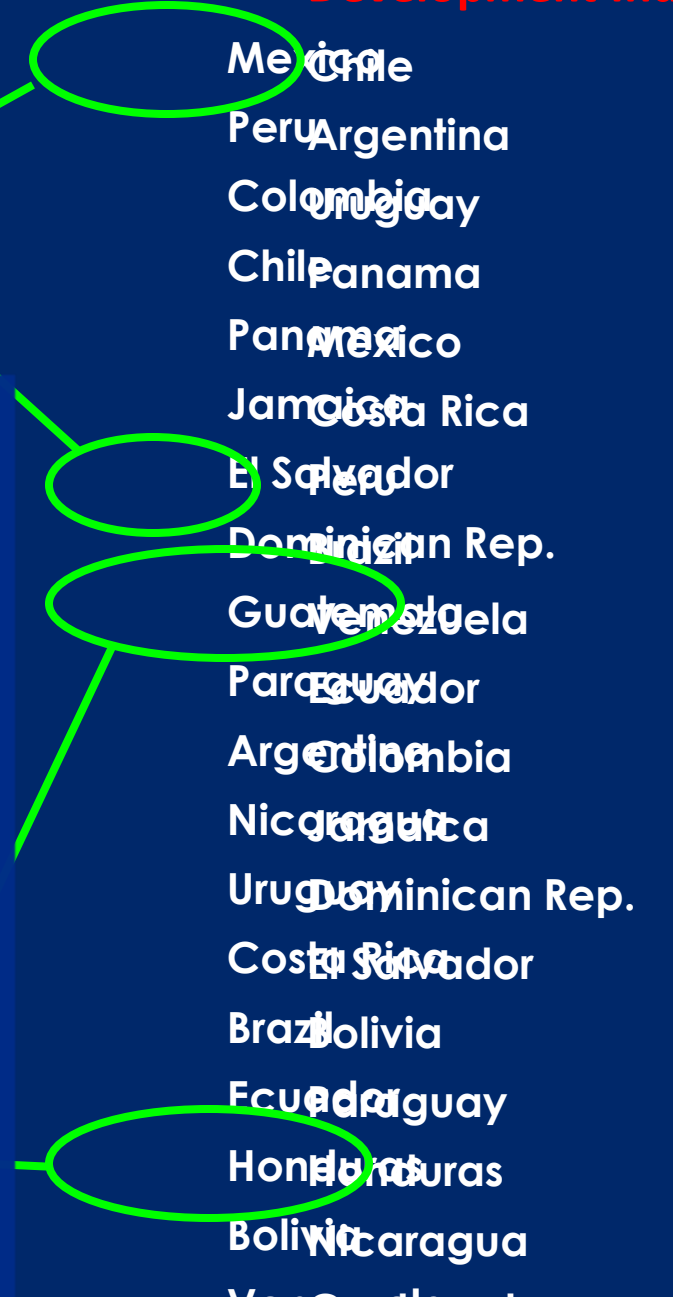 Development
Mexico Chile
Peru Argentina
Colombia Uruguay
Chile Panama
Panama Mexico
Jamaica Costa Rica
El Salvador Peru
Dominican Rep. Brazil
Guatemala Venezuela
Paraguay Ecuador
Argentina Colombia
Nicaragua Jamaica
Uruguay Dominican Rep.
Costa Rica El Salvador
Brazil Bolivia
Ecuador Paraguay
Honduras Honduras
Bolivia Nicaragua